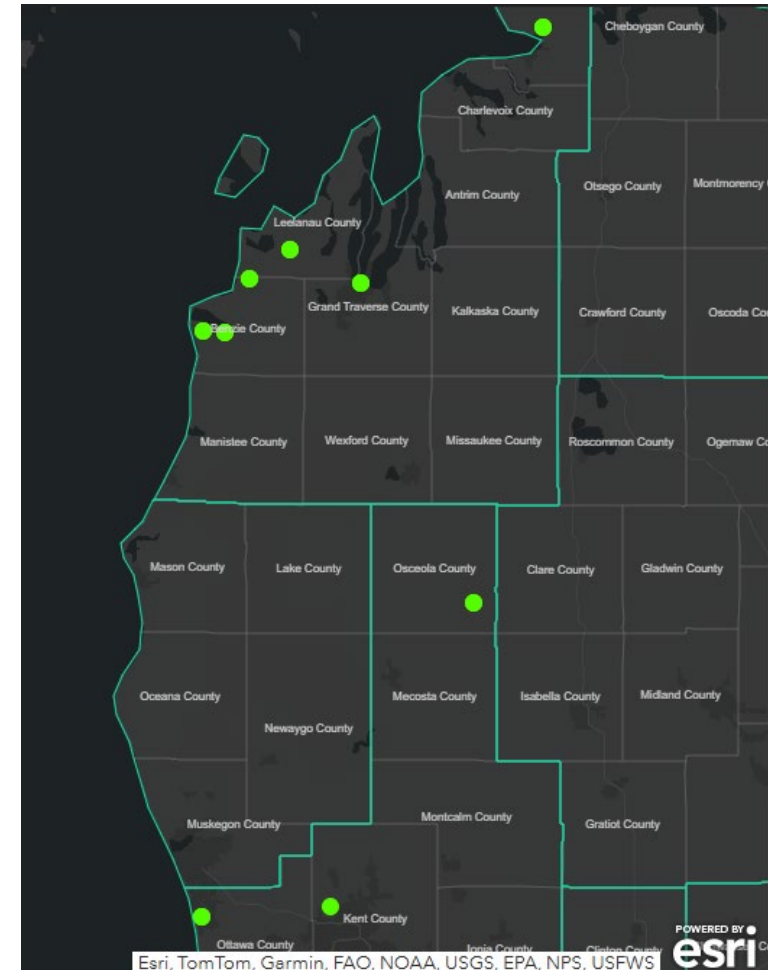 Cheboygan County
Charlevoix County
Otsego County
Montmorency
Antrim County
Leelanau County
Grand Traverse County
Kalkaska County
Crawford County
Oscoda Co
Benzie County
Manistee County
Wexford County
Missaukee County
Roscommon County
Ogemaw Co
Mason County
Lake County
Osceola County
Clare County
Gladwin County
Oceana County
Mecosta County
Isabella County
Midland County
Newaygo County
Montcalm County
Muskegon County
Gratiot County
Kent County
Ottawa County
Ionia County
Clinton County
POWERED BY
esri
Esri, TomTom, Garmin, FAO, NOAA, USGS, EPA, NPS, USFWS